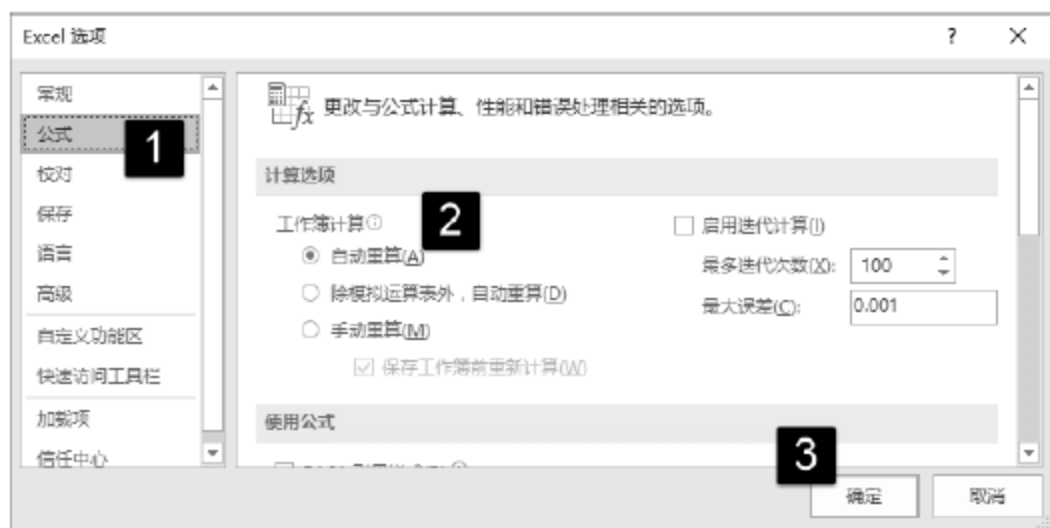 Excel 选项
?
×
常规
公式
1
校对
保存
语言
高级
自定义功能区
快速访问工具栏
加载项
信任中心
更改与公式计算、性能和错误处理相关的选项。
计算选项
工作簿计算
2
自动重算(A)
除模拟运算表外，自动重算(D)
手动重算(M)
保存工作簿前重新计算(W)
启用迭代计算(I)
最多迭代次数(X): 100
最大误差(C): 0.001
使用公式
3
确定
取消